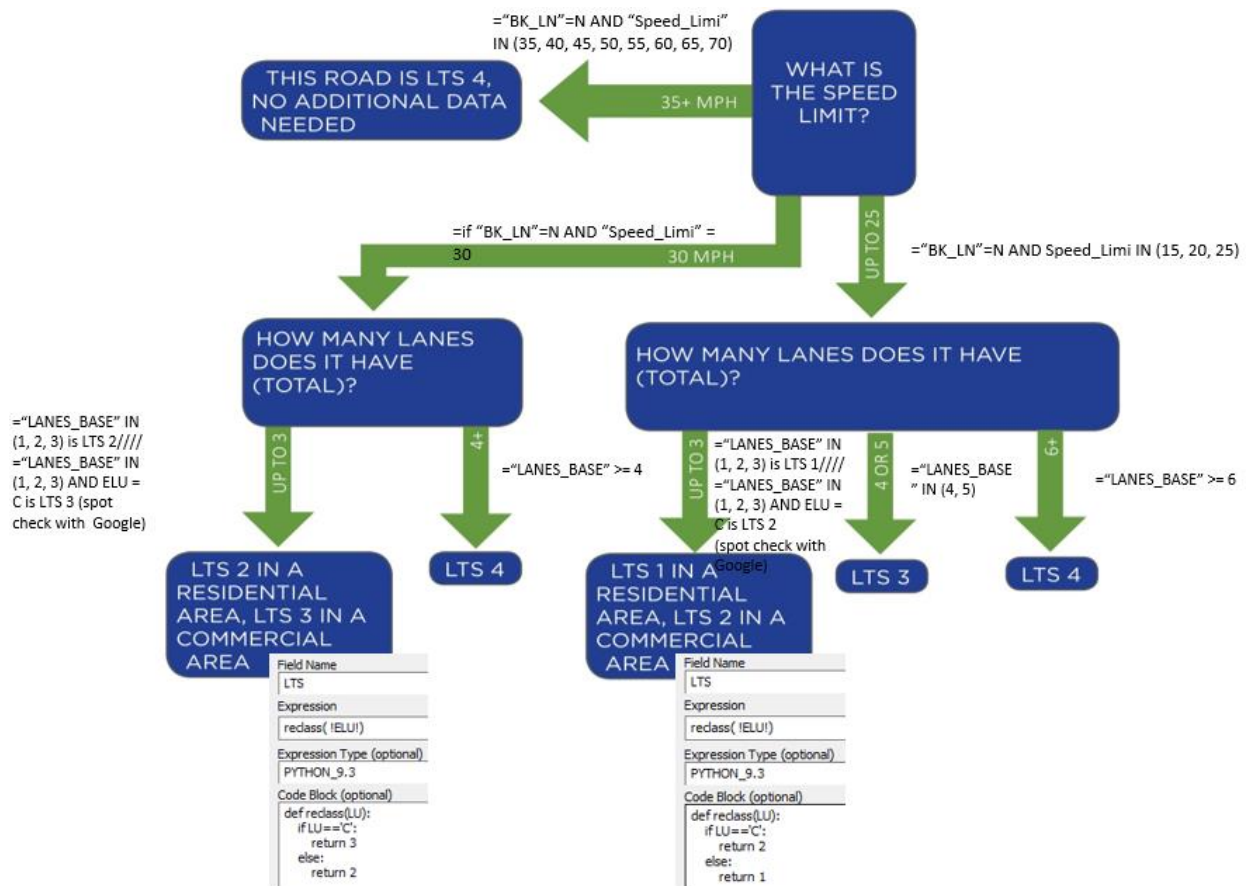 =“BK_LN”=N AND “Speed_Limi”
IN (35, 40, 45, 50, 55, 60, 65, 70)
THIS ROAD IS LTS 4,
NO ADDITIONAL DATA
NEEDED
35+ MPH
WHAT IS
THE SPEED
LIMIT?
=if “BK_LN”=N AND “Speed_Limi” =
30
30 MPH
UP TO 25
=“BK_LN”=N AND Speed_Limi IN (15, 20, 25)
HOW MANY LANES
DOES IT HAVE
(TOTAL)?
HOW MANY LANES DOES IT HAVE
(TOTAL)?
=“LANES_BASE” IN
(1, 2, 3) is LTS 2////
=“LANES_BASE” IN
(1, 2, 3) AND ELU =
C is LTS 3 (spot
check with Google)
UP TO 3
4+
=“LANES_BASE” >= 4
UP TO 3
=“LANES_BASE” IN
(1, 2, 3) is LTS 1////
=“LANES_BASE” IN
(1, 2, 3) AND ELU =
C is LTS 2
(spot check with
Google)
4 OR 5
=“LANES_BASE
” IN (4, 5)
6+
=“LANES_BASE” >= 6
LTS 2 IN A
RESIDENTIAL
AREA, LTS 3 IN A
COMMERCIAL
AREA
LTS 4
LTS 1 IN A
RESIDENTIAL
AREA, LTS 2 IN A
COMMERCIAL
AREA
LTS 3
LTS 4
Field Name
LTS
Expression
reclass( !ELU!)
Expression Type (optional)
PYTHON_9.3
Code Block (optional)
def reclass(LU):
if LU=='C':
return 3
else:
return 2
Field Name
LTS
Expression
reclass( !ELU!)
Expression Type (optional)
PYTHON_9.3
Code Block (optional)
def reclass(LU):
if LU=='C':
return 2
else:
return 1